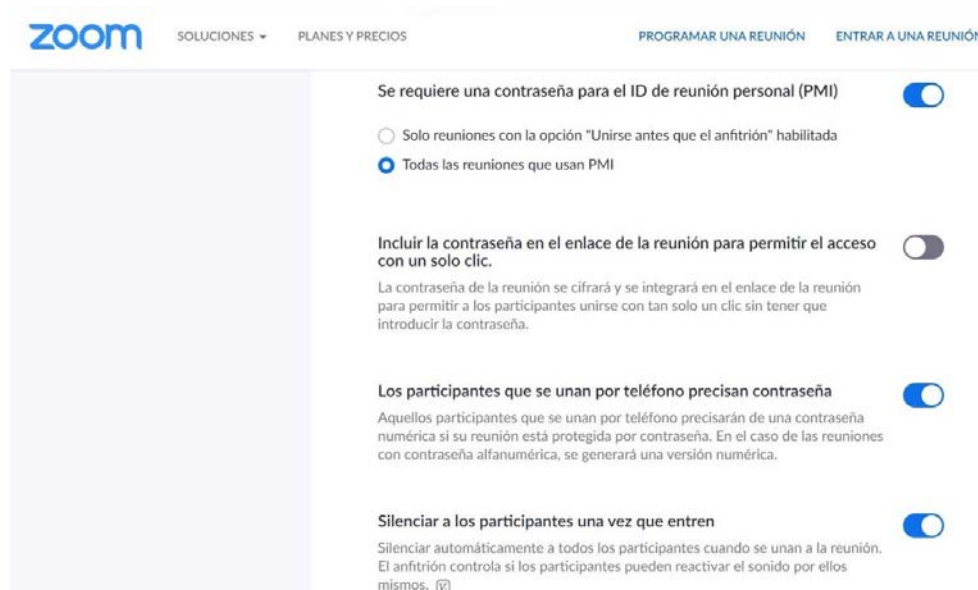 zoom SOLUCIONES PLANES Y PRECIOS PROGRAMAR UNA REUNIÓN ENTRAR A UNA REUNIÓN
Se requiere una contraseña para el ID de reunión personal (PMI)
Solo reuniones con la opción "Unirse antes que el anfitrión" habilitada
Todas las reuniones que usan PMI
Incluir la contraseña en el enlace de la reunión para permitir el acceso
con un solo clic.
La contraseña de la reunión se cifrará y se integrará en el enlace de la reunión
para permitir a los participantes unirse con tan solo un clic sin tener que
introducir la contraseña.
Los participantes que se unan por teléfono precisan contraseña
Aquellos participantes que se unan por teléfono precisarán de una contraseña
numérica si su reunión está protegida por contraseña. En el caso de las reuniones
con contraseña alfanumérica, se generará una versión numérica.
Silenciar a los participantes una vez que entren
Silenciar automáticamente a todos los participantes cuando se unan a la reunión.
El anfitrión controla si los participantes pueden reactivar el sonido por ellos
mismos.